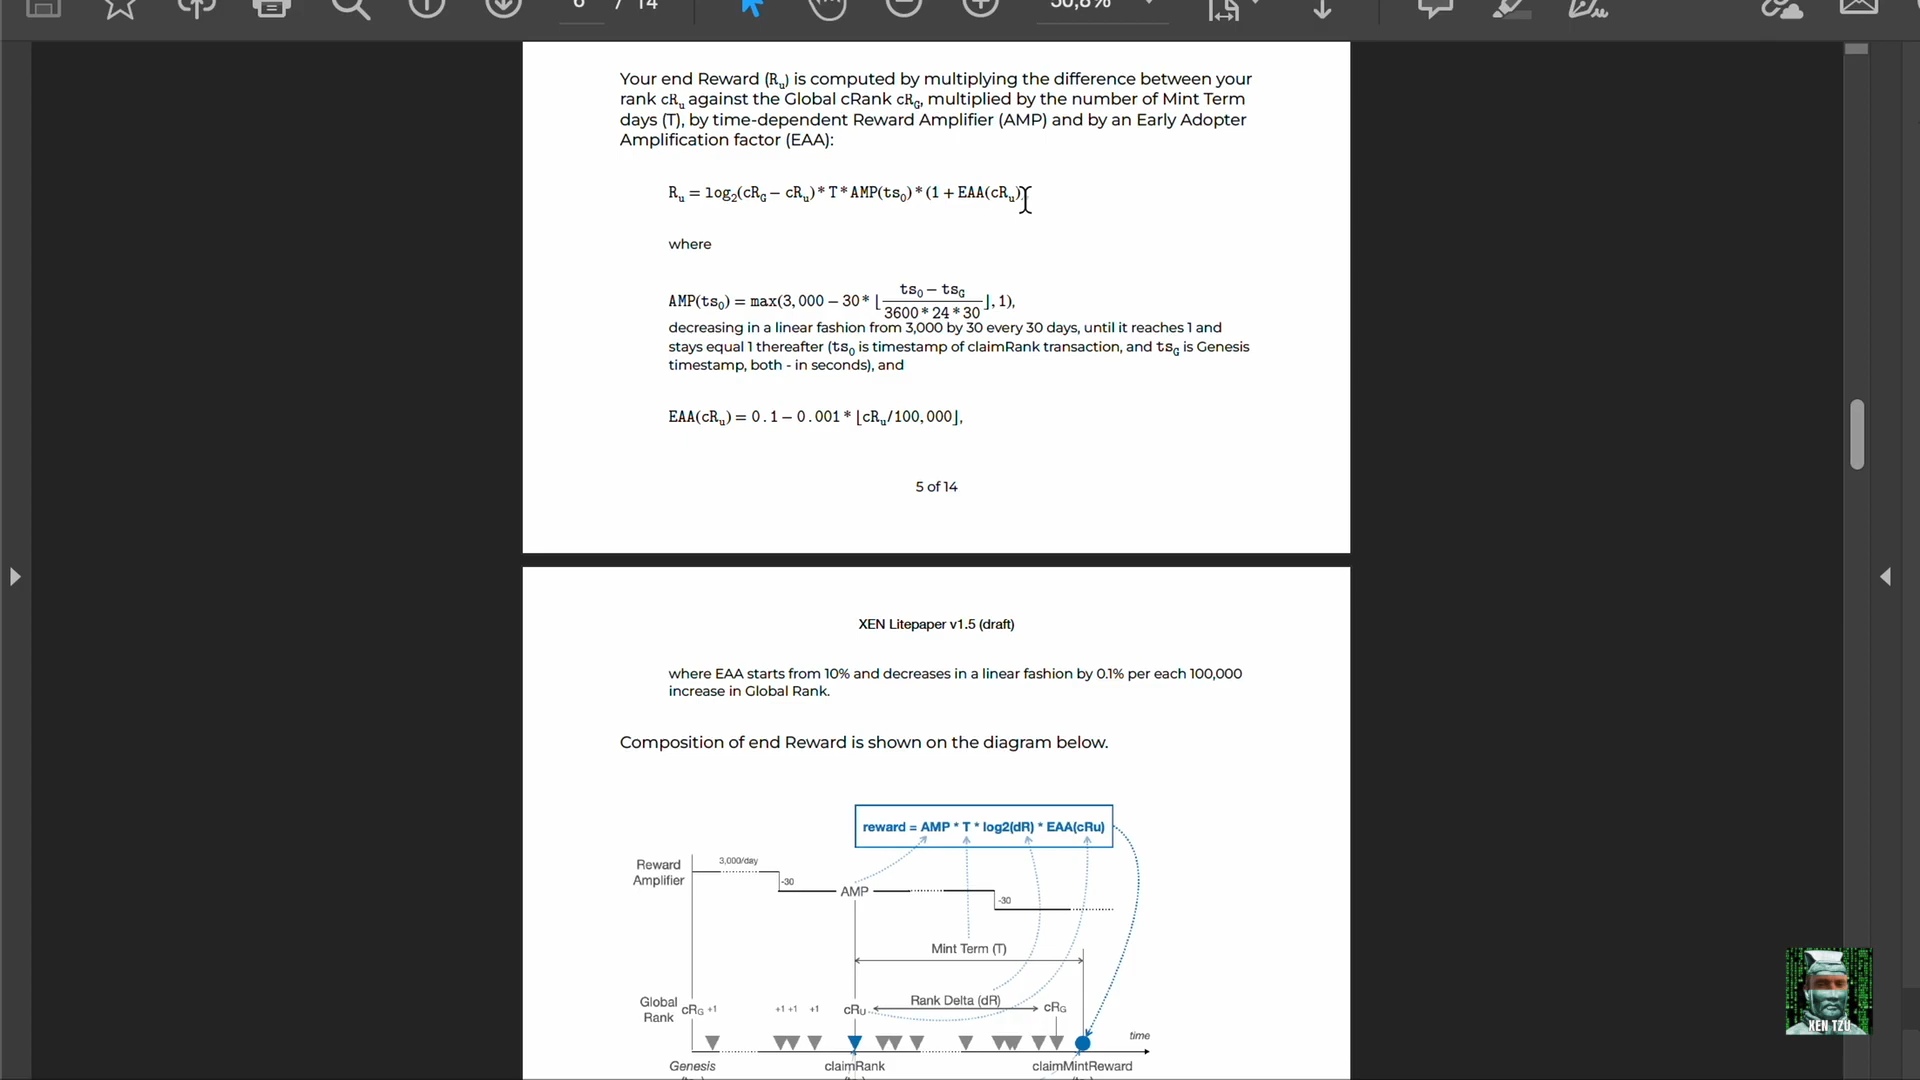 6 / 14
50,8%
Your end Reward (Rᵤ) is computed by multiplying the difference between your
rank cRᵤ against the Global cRank cR_G, multiplied by the number of Mint Term
days (T), by time-dependent Reward Amplifier (AMP) and by an Early Adopter
Amplification factor (EAA):
Rᵤ = log₂(cR_G – cRᵤ) * T * AMP(ts₀) * (1 + EAA(cRᵤ)
where
AMP(ts₀) = max(3,000 – 30 * ⌊(ts₀ – ts_G)/(3600 * 24 * 30)⌋, 1),
decreasing in a linear fashion from 3,000 by 30 every 30 days, until it reaches 1 and
stays equal 1 thereafter (ts₀ is timestamp of claimRank transaction, and ts_G is Genesis
timestamp, both - in seconds), and
EAA(cRᵤ) = 0.1 – 0.001 * ⌊cRᵤ/100,000⌋,
5 of 14
XEN Litepaper v1.5 (draft)
where EAA starts from 10% and decreases in a linear fashion by 0.1% per each 100,000
increase in Global Rank.
Composition of end Reward is shown on the diagram below.
reward = AMP * T * log2(dR) * EAA(cRu)
Reward
Amplifier
3,000/day
-30
AMP
-30
Mint Term (T)
Global
Rank
cR_G +1
+1 +1 +1
cR_U
Rank Delta (dR)
cR_G
time
Genesis
claimRank
claimMintReward
XEN TZU